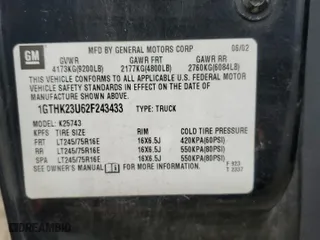 GM
MFD BY GENERAL MOTORS CORP 06/02
GVWR GAWR FRT GAWR RR
4173KG(9200LB) 2177KG(4800LB) 2760KG(6084LB)
THIS VEHICLE CONFORMS TO ALL APPLICABLE U.S. FEDERAL MOTOR
VEHICLE SAFETY STANDARDS IN EFFECT ON THE DATE OF
MANUFACTURE SHOWN ABOVE.
1GTHK23U62F243433 TYPE: TRUCK
MODEL: K25743
KPFS TIRE SIZE RIM COLD TIRE PRESSURE
FRT LT245/75R16E 16X6.5J 420KPA(60PSI)
RR LT245/75R16E 16X6.5J 550KPA(80PSI)
SPA LT245/75R16E 16X6.5J 550KPA(80PSI)
SEE OWNER'S MANUAL FOR MORE INFORMATION